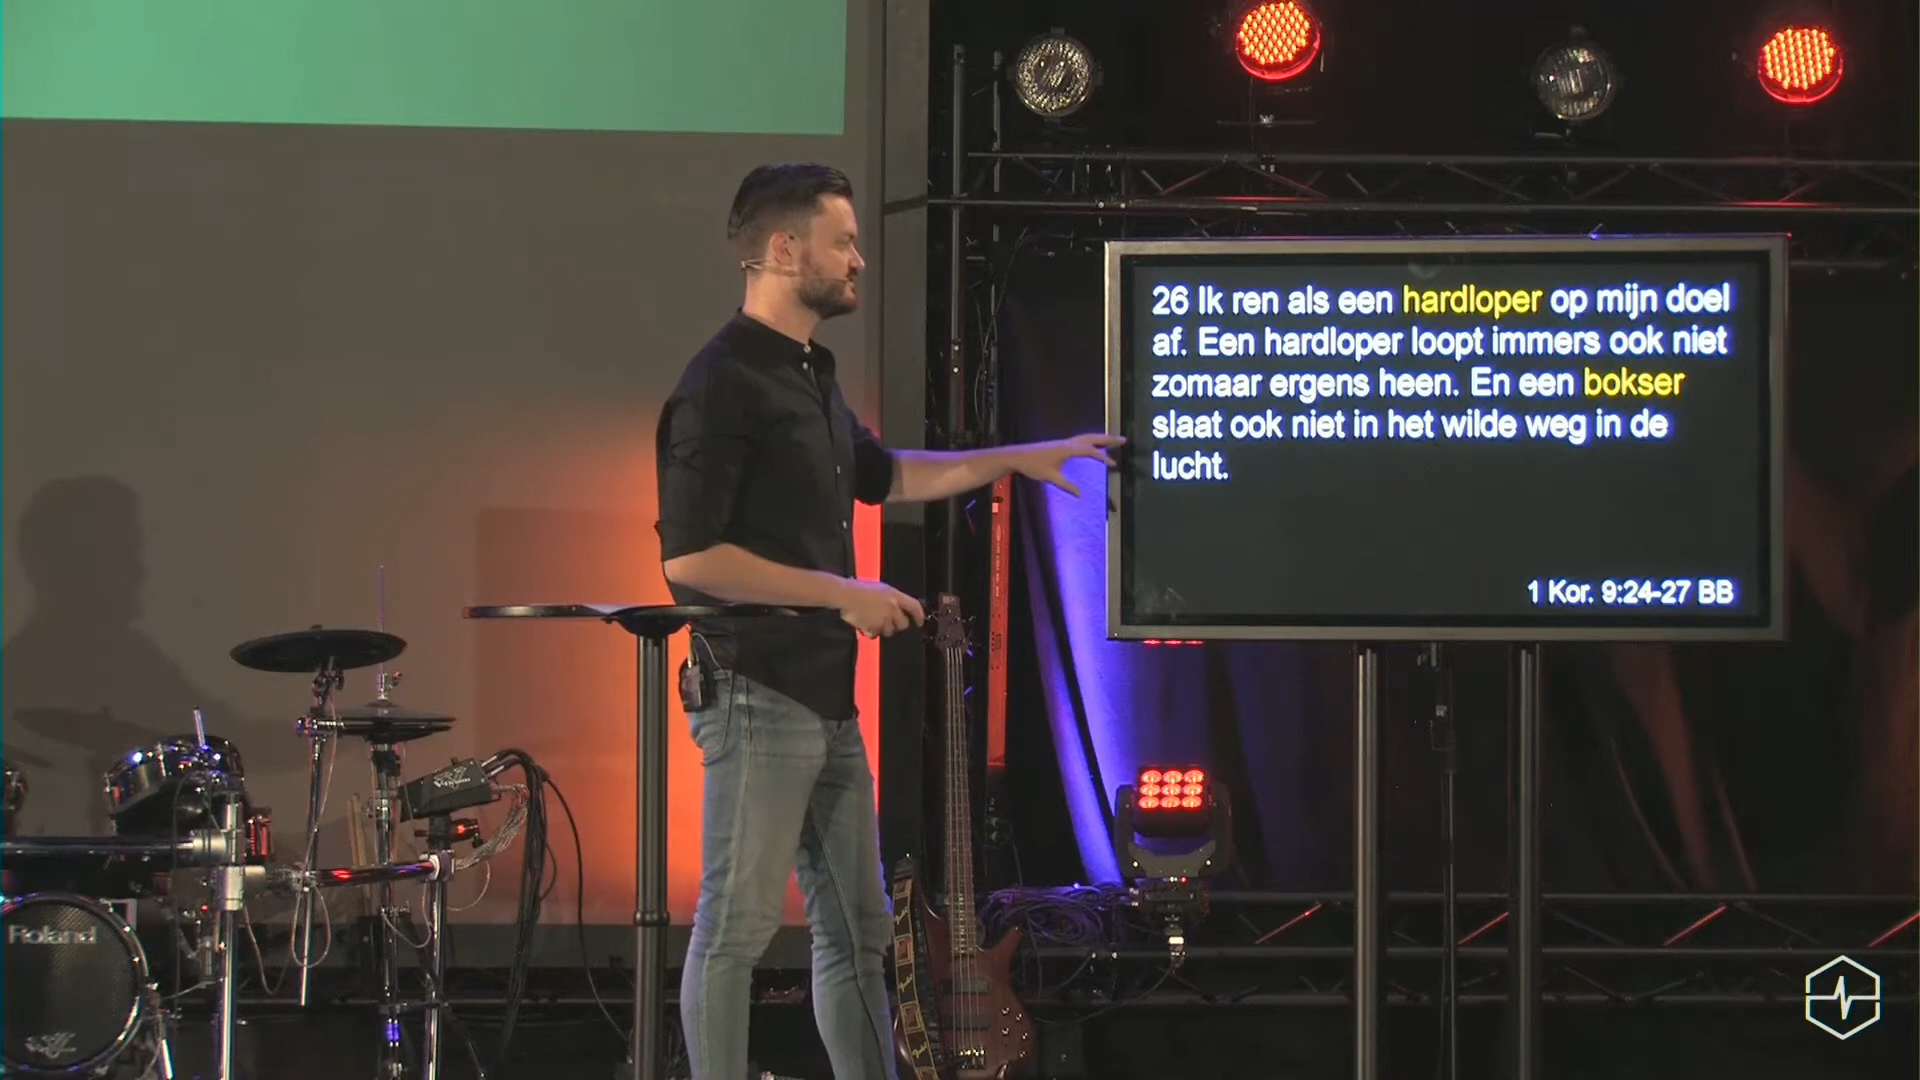 26 Ik ren als een hardloper op mijn doel
af. Een hardloper loopt immers ook niet
zomaar ergens heen. En een bokser
slaat ook niet in het wilde weg in de
lucht.
1 Kor. 9:24-27 BB
Roland